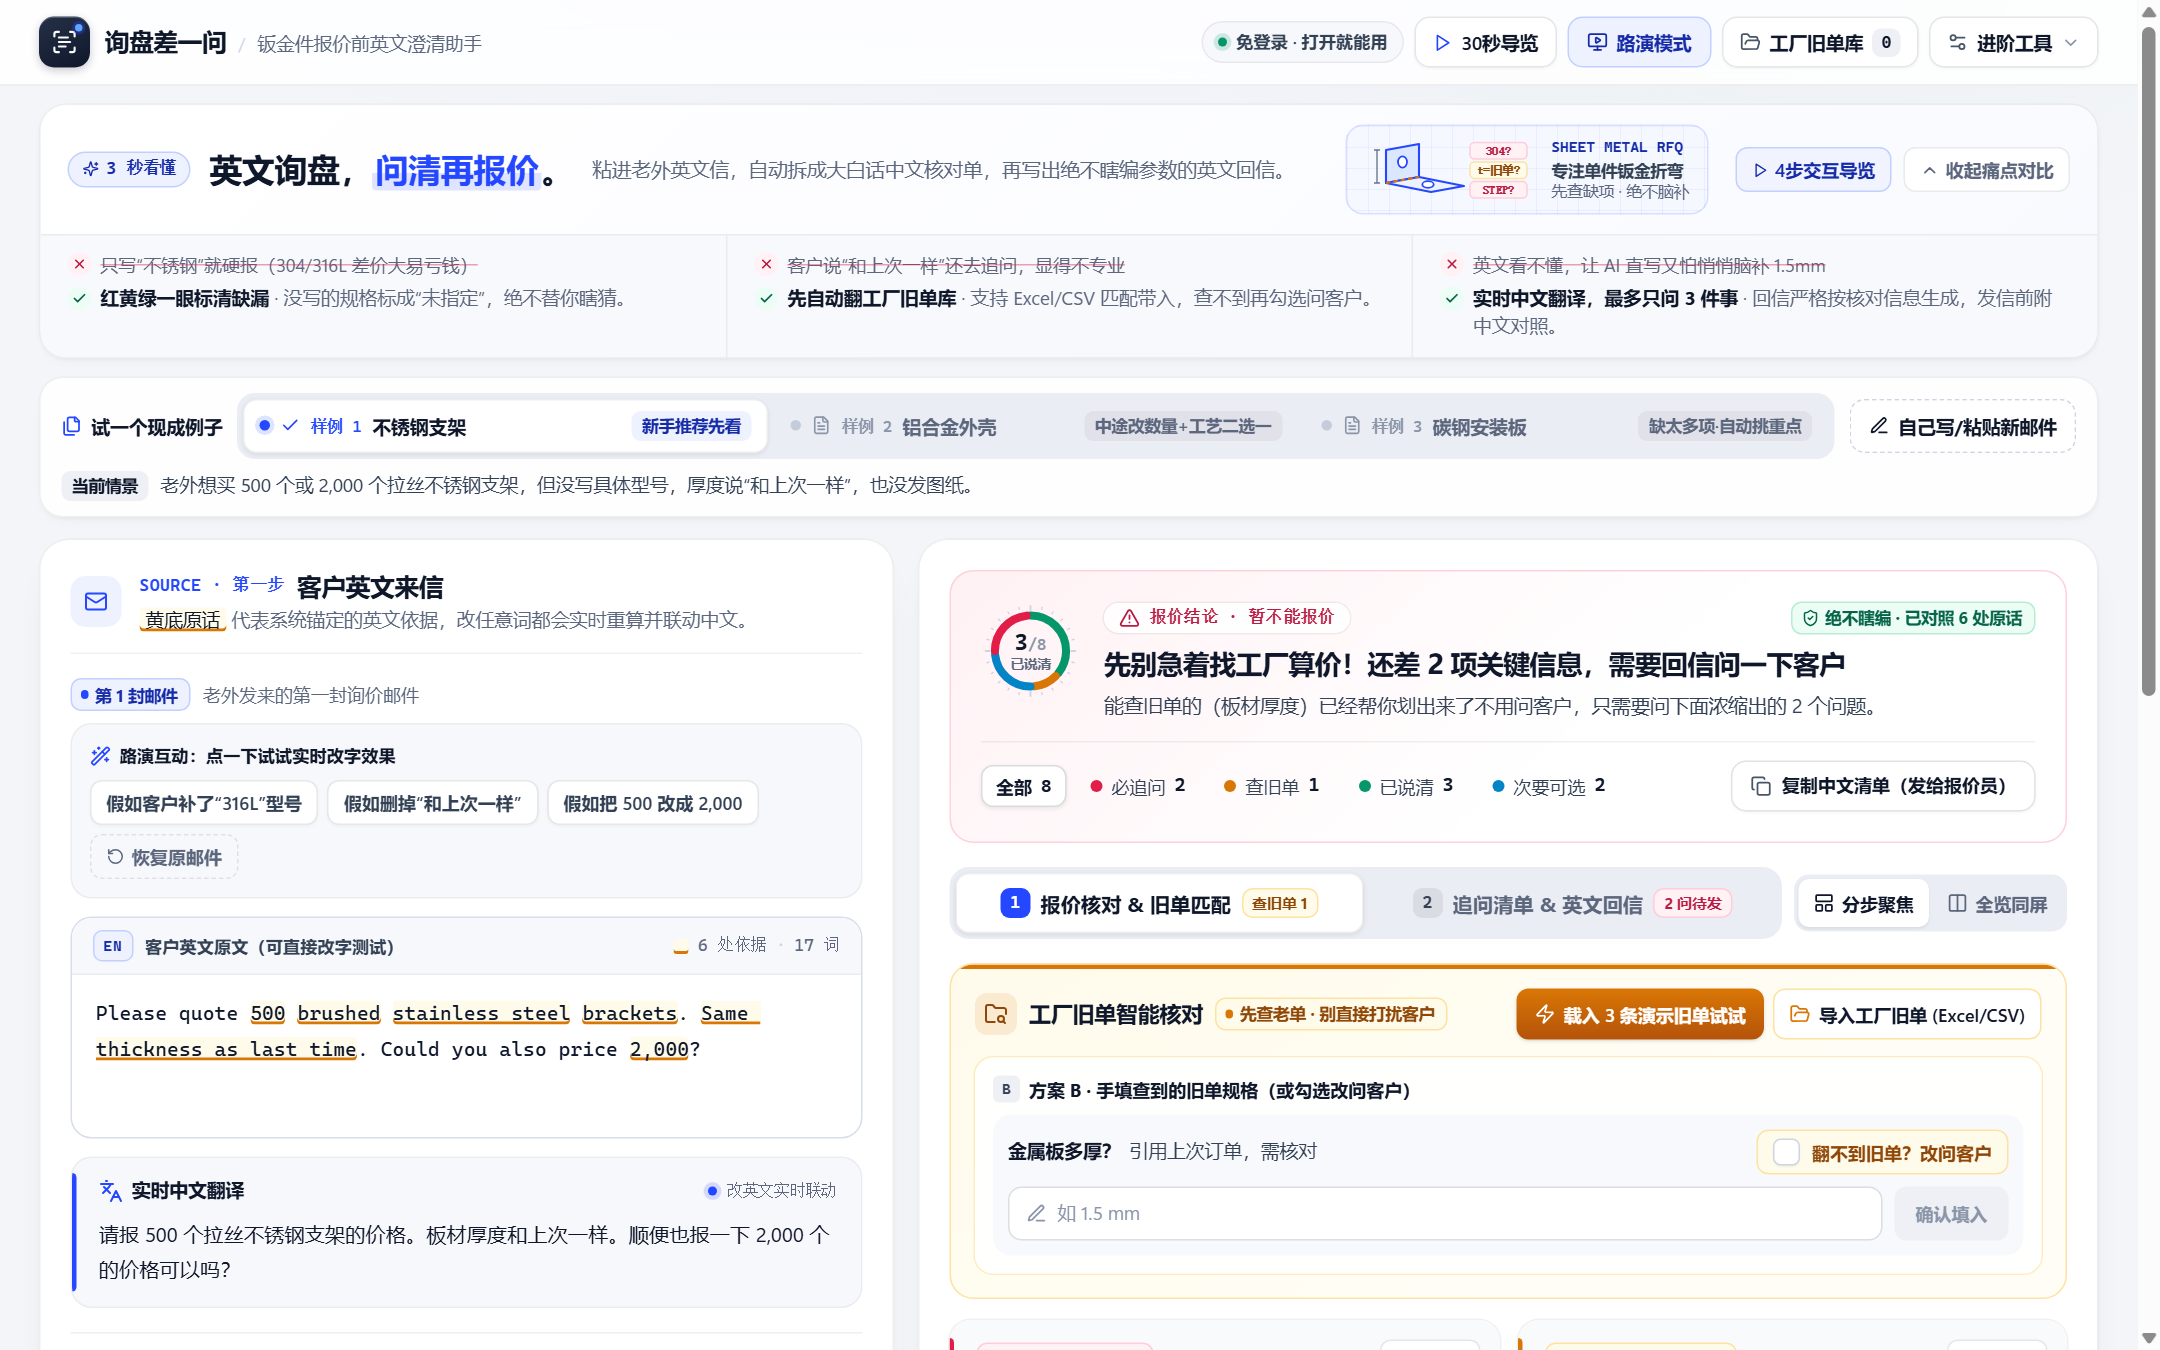 询盘差一问 / 钣金件报价前英文澄清助手
免登录 · 打开就能用
30秒导览
路演模式
工厂旧单库 0
进阶工具
3 秒看懂
英文询盘，问清再报价。
粘进老外英文信，自动拆成大白话中文核对单，再写出绝不瞎编参数的英文回信。
304?
t=旧单?
STEP?
SHEET METAL RFQ
专注单件钣金折弯
先查缺项 · 绝不脑补
4步交互导览
收起痛点对比
只写“不锈钢”就硬报（304/316L 差价大易亏钱）
红黄绿一眼标清缺漏 · 没写的规格标成“未指定”，绝不替你瞎猜。
客户说“和上次一样”还去追问，显得不专业
先自动翻工厂旧单库 · 支持 Excel/CSV 匹配带入，查不到再勾选问客户。
英文看不懂，让 AI 直写又怕悄悄脑补 1.5mm
实时中文翻译，最多只问 3 件事 · 回信严格按核对信息生成，发信前附
中文对照。
试一个现成例子
样例 1 不锈钢支架 新手推荐先看
样例 2 铝合金外壳 中途改数量+工艺二选一
样例 3 碳钢安装板 缺太多项·自动挑重点
自己写/粘贴新邮件
当前情景 老外想买 500 个或 2,000 个拉丝不锈钢支架，但没写具体型号，厚度说“和上次一样”，也没发图纸。
SOURCE · 第一步 客户英文来信
黄底原话 代表系统锚定的英文依据，改任意词都会实时重算并联动中文。
第 1 封邮件 老外发来的第一封询价邮件
路演互动：点一下试试实时改字效果
假如客户补了“316L”型号
假如删掉“和上次一样”
假如把 500 改成 2,000
恢复原邮件
EN 客户英文原文（可直接改字测试） 6 处依据 · 17 词
Please quote 500 brushed stainless steel brackets. Same
thickness as last time. Could you also price 2,000?
实时中文翻译 改英文实时联动
请报 500 个拉丝不锈钢支架的价格。板材厚度和上次一样。顺便也报一下 2,000 个
的价格可以吗？
3/8
已说清
报价结论 · 暂不能报价
绝不瞎编 · 已对照 6 处原话
先别急着找工厂算价！还差 2 项关键信息，需要回信问一下客户
能查旧单的（板材厚度）已经帮你划出来了不用问客户，只需要问下面浓缩出的 2 个问题。
全部 8
必追问 2
查旧单 1
已说清 3
次要可选 2
复制中文清单（发给报价员）
1 报价核对 & 旧单匹配 查旧单 1
2 追问清单 & 英文回信 2 问待发
分步聚焦
全览同屏
工厂旧单智能核对
先查老单 · 别直接打扰客户
载入 3 条演示旧单试试
导入工厂旧单 (Excel/CSV)
B 方案 B · 手填查到的旧单规格（或勾选改问客户）
金属板多厚？ 引用上次订单，需核对
翻不到旧单？改问客户
如 1.5 mm
确认填入